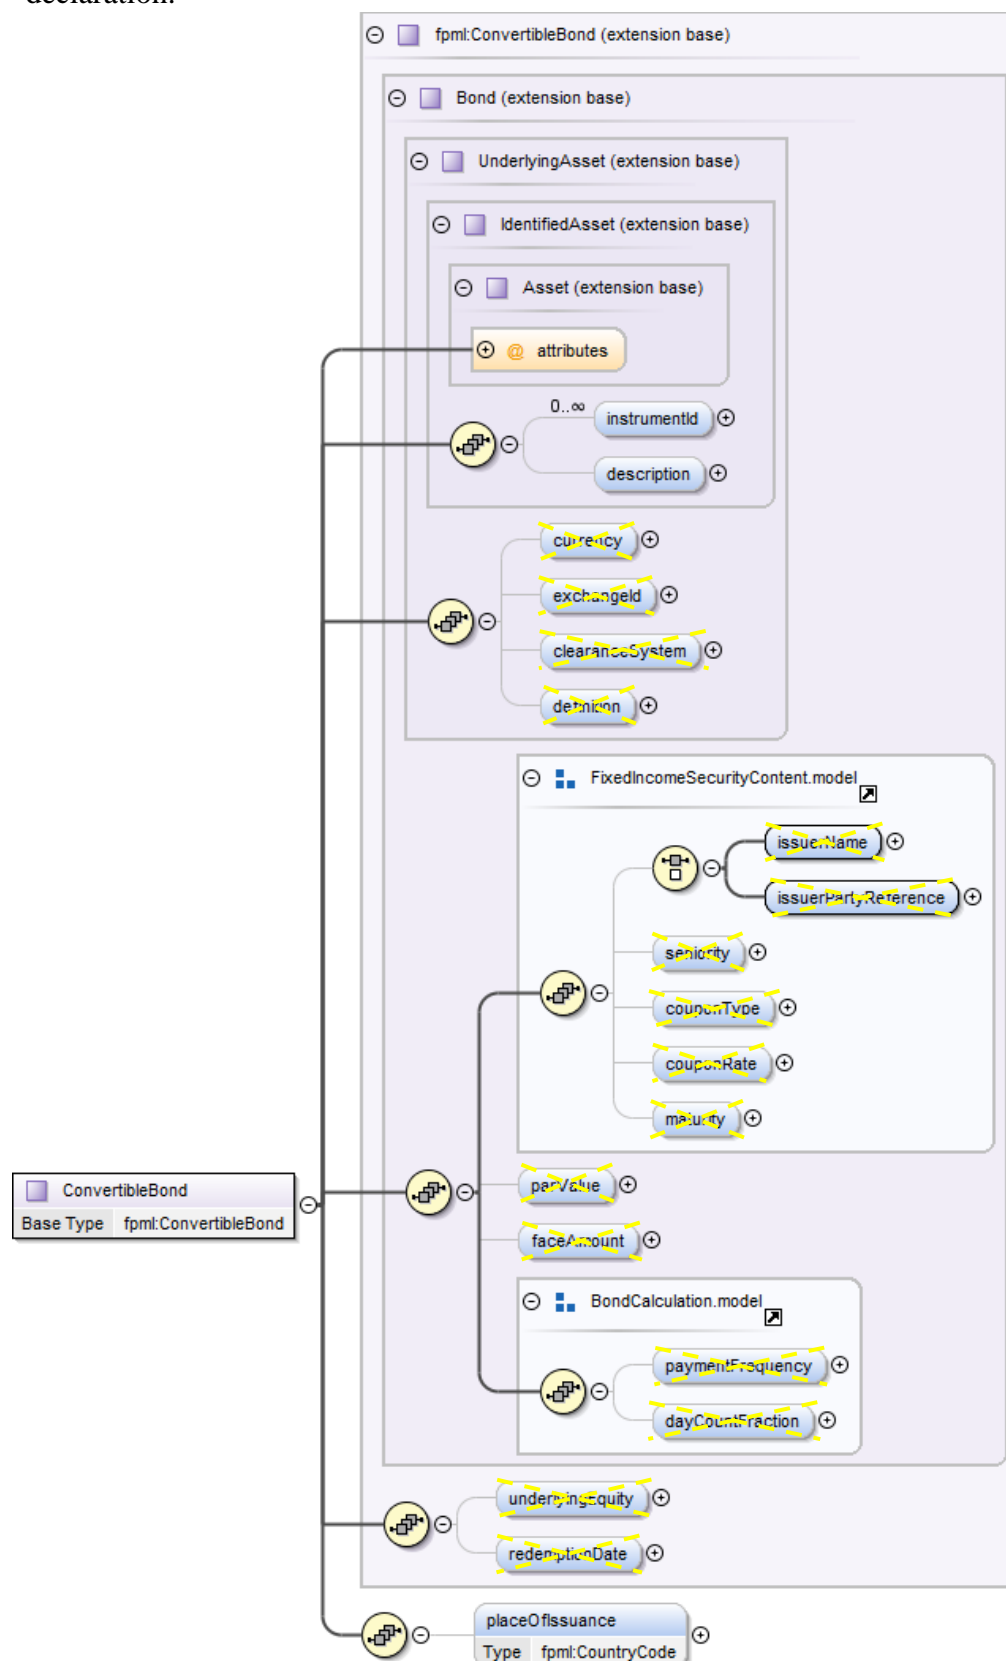 declaration.
fpml:ConvertibleBond (extension base)
Bond (extension base)
UnderlyingAsset (extension base)
IdentifiedAsset (extension base)
Asset (extension base)
@ attributes
0..∞
instrumentId
description
currency
exchangeId
clearanceSystem
definition
FixedIncomeSecurityContent.model
issuerName
issuerPartyReference
seniority
couponType
couponRate
maturity
parValue
ConvertibleBond
Base Type fpml:ConvertibleBond
faceAmount
BondCalculation.model
paymentFrequency
dayCountFraction
underlyingEquity
redemptionDate
placeOfIssuance
Type fpml:CountryCode